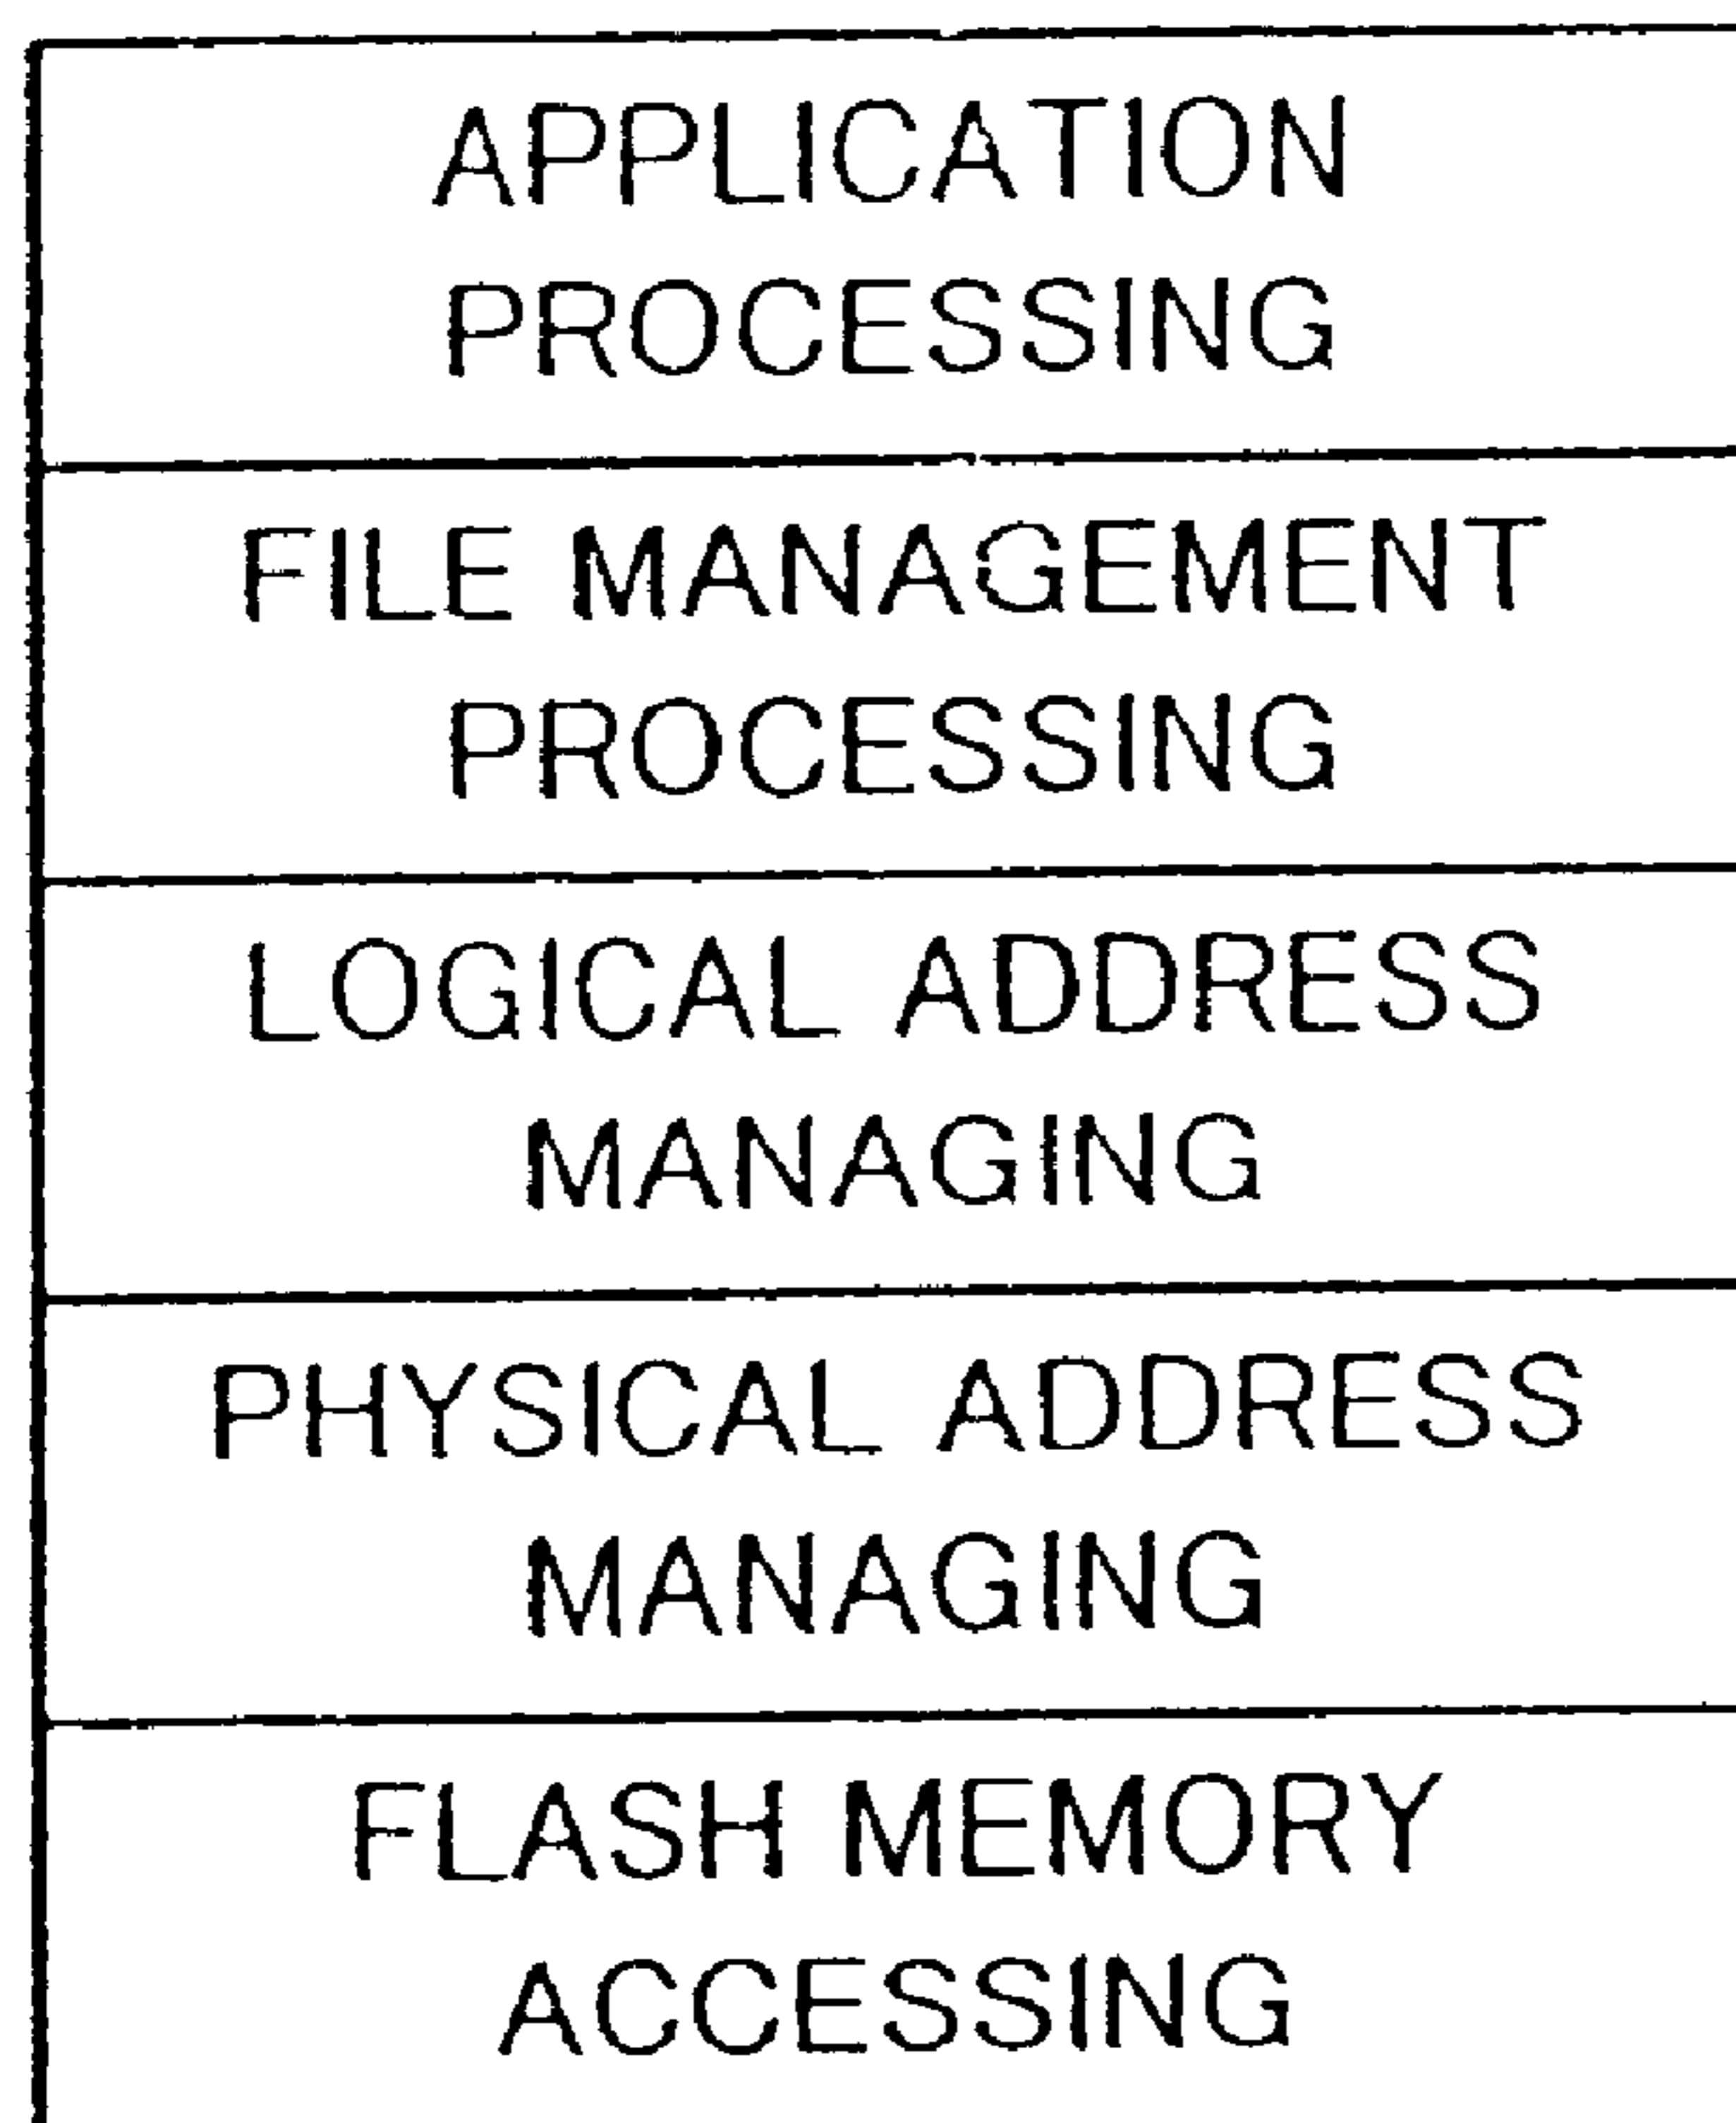 APPLICATION
PROCESSING
FILE MANAGEMENT
PROCESSING
LOGICAL ADDRESS
MANAGING
PHYSICAL ADDRESS
MANAGING
FLASH MEMORY
ACCESSING